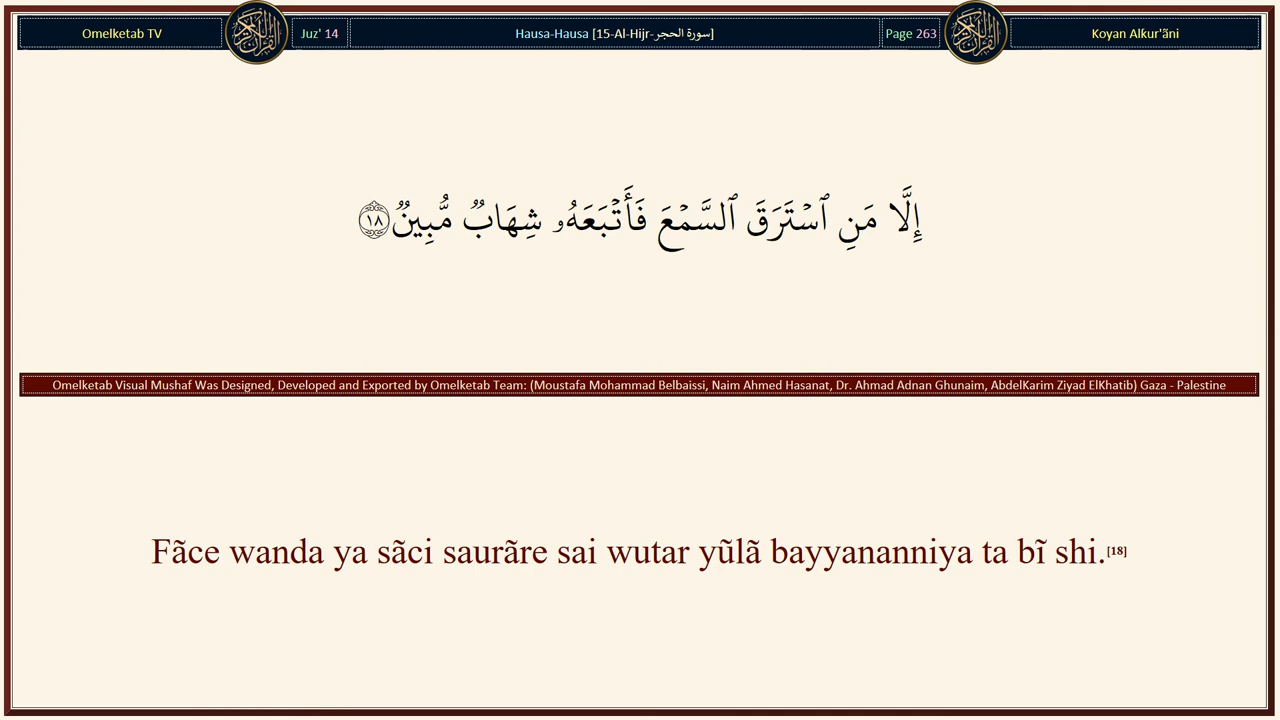 Omelketab TV
Juz' 14
Hausa-Hausa [15-Al-Hijr-سورة الحجر]
Page 263
Koyan Alƙur'ãni
إِلَّا مَنِ ٱسْتَرَقَ ٱلسَّمْعَ فَأَتْبَعَهُۥ شِهَابٌ مُّبِينٌ ١٨
Omelketab Visual Mushaf Was Designed, Developed and Exported by Omelketab Team: (Moustafa Mohammad Belbaissi, Naim Ahmed Hasanat, Dr. Ahmad Adnan Ghunaim, AbdelKarim Ziyad ElKhatib) Gaza - Palestine
Fãce wanda ya sãci saurãre sai wutar yũlã bayyananniya ta bĩ shi.[18]